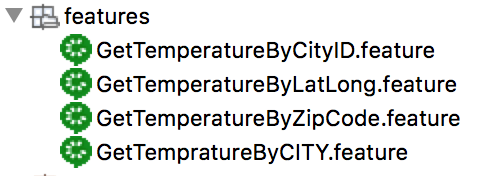 features
GetTemperatureByCityID.feature
GetTemperatureByLatLong.feature
GetTemperatureByZipCode.feature
GetTempratureByCITY.feature